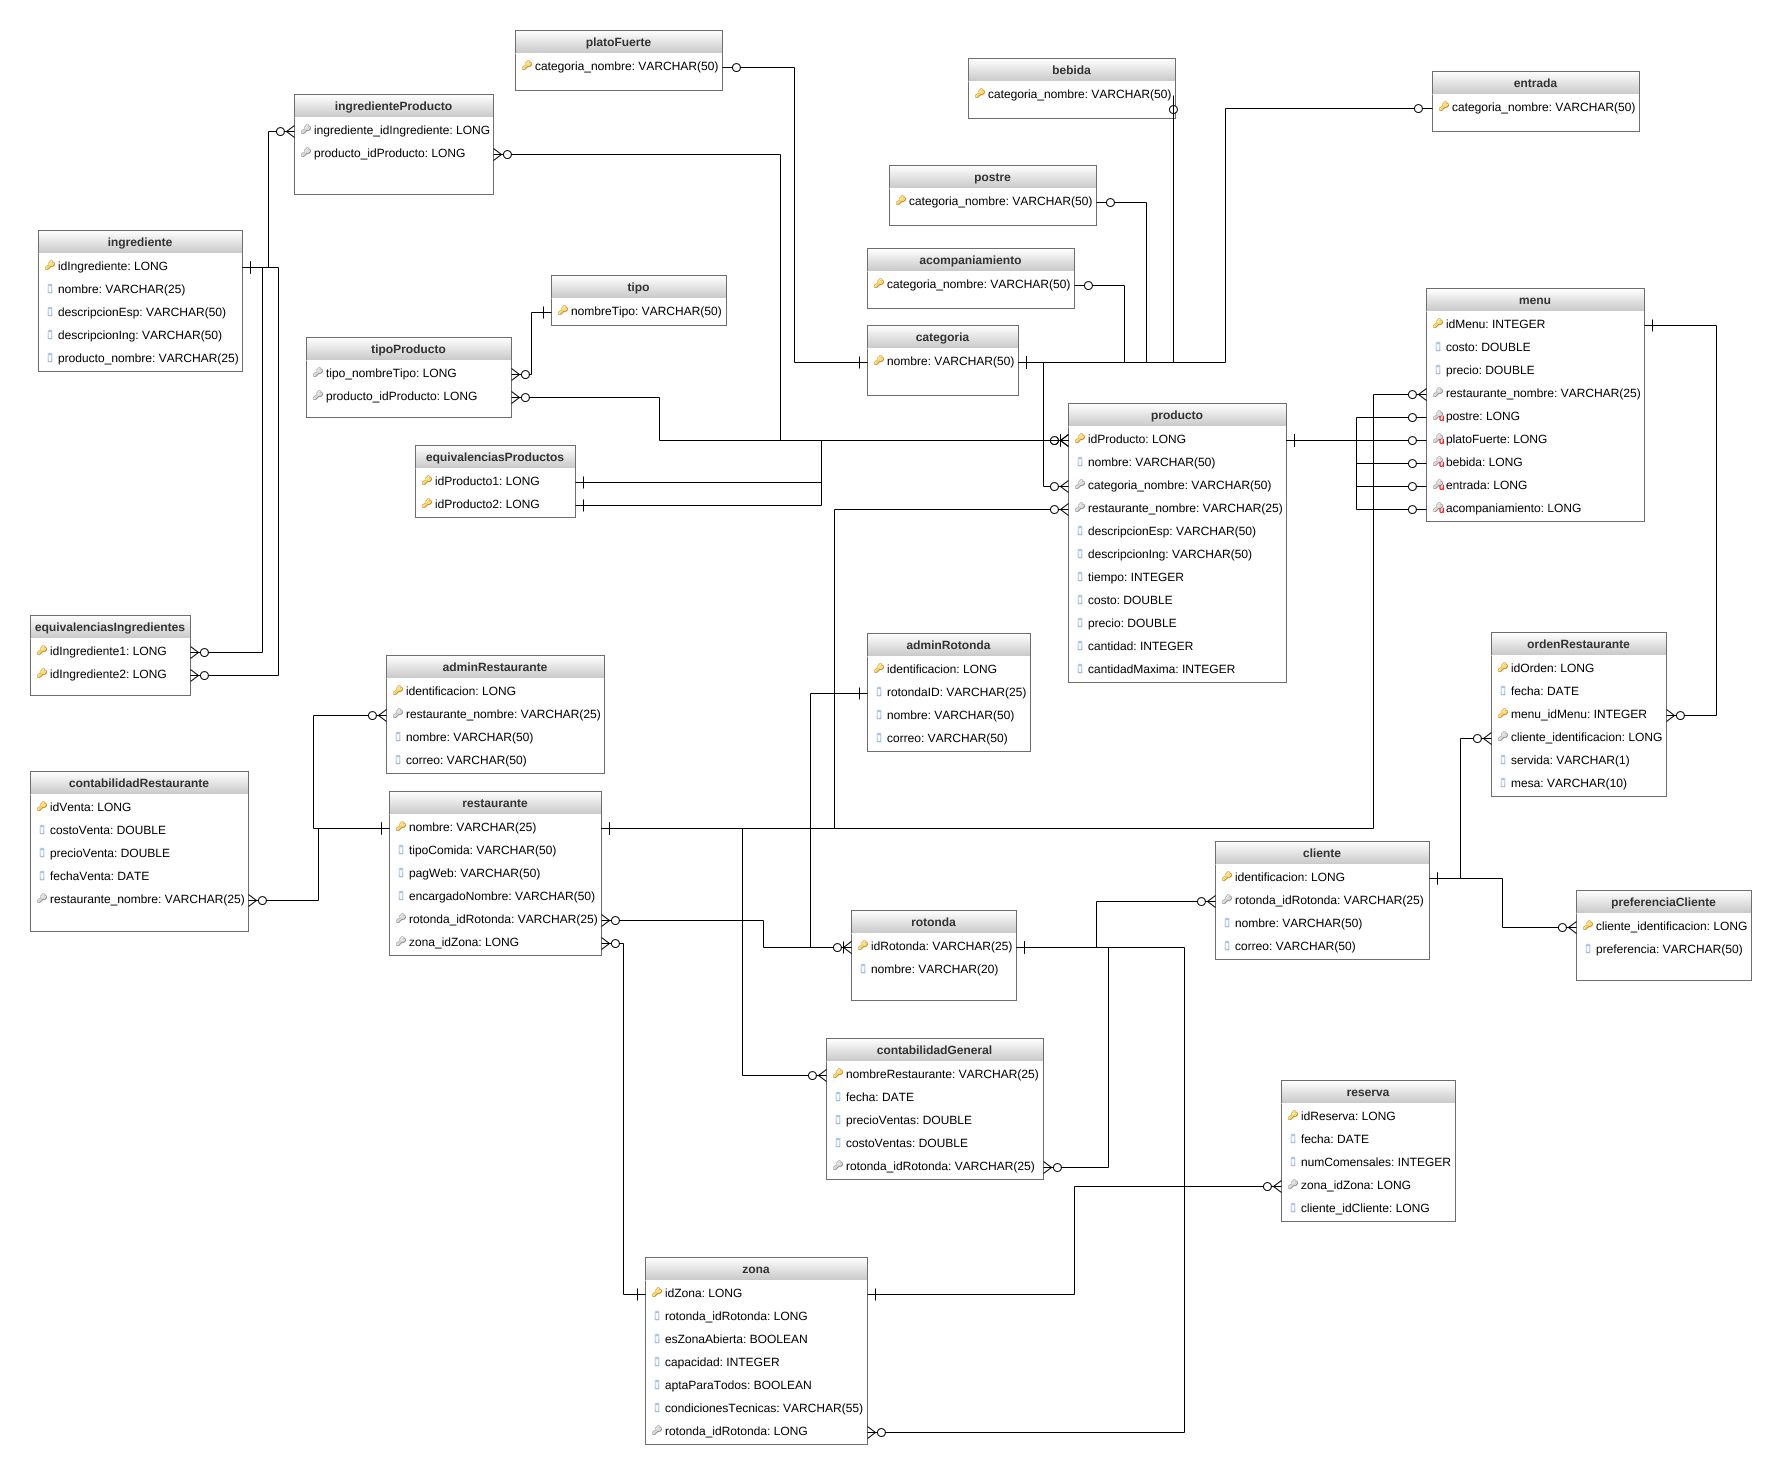 platoFuerte
categoria_nombre: VARCHAR(50)
bebida
categoria_nombre: VARCHAR(50)
entrada
categoria_nombre: VARCHAR(50)
ingredienteProducto
ingrediente_idIngrediente: LONG
producto_idProducto: LONG
postre
categoria_nombre: VARCHAR(50)
ingrediente
idIngrediente: LONG
nombre: VARCHAR(25)
descripcionEsp: VARCHAR(50)
descripcionIng: VARCHAR(50)
producto_nombre: VARCHAR(25)
acompaniamiento
categoria_nombre: VARCHAR(50)
tipo
nombreTipo: VARCHAR(50)
menu
idMenu: INTEGER
costo: DOUBLE
precio: DOUBLE
restaurante_nombre: VARCHAR(25)
postre: LONG
platoFuerte: LONG
bebida: LONG
entrada: LONG
acompaniamiento: LONG
tipoProducto
tipo_nombreTipo: LONG
producto_idProducto: LONG
categoria
nombre: VARCHAR(50)
producto
idProducto: LONG
nombre: VARCHAR(50)
categoria_nombre: VARCHAR(50)
restaurante_nombre: VARCHAR(25)
descripcionEsp: VARCHAR(50)
descripcionIng: VARCHAR(50)
tiempo: INTEGER
costo: DOUBLE
precio: DOUBLE
cantidad: INTEGER
cantidadMaxima: INTEGER
equivalenciasProductos
idProducto1: LONG
idProducto2: LONG
equivalenciasIngredientes
idIngrediente1: LONG
idIngrediente2: LONG
adminRestaurante
identificacion: LONG
restaurante_nombre: VARCHAR(25)
nombre: VARCHAR(50)
correo: VARCHAR(50)
adminRotonda
identificacion: LONG
rotondaID: VARCHAR(25)
nombre: VARCHAR(50)
correo: VARCHAR(50)
ordenRestaurante
idOrden: LONG
fecha: DATE
menu_idMenu: INTEGER
cliente_identificacion: LONG
servida: VARCHAR(1)
mesa: VARCHAR(10)
contabilidadRestaurante
idVenta: LONG
costoVenta: DOUBLE
precioVenta: DOUBLE
fechaVenta: DATE
restaurante_nombre: VARCHAR(25)
restaurante
nombre: VARCHAR(25)
tipoComida: VARCHAR(50)
pagWeb: VARCHAR(50)
encargadoNombre: VARCHAR(50)
rotonda_idRotonda: VARCHAR(25)
zona_idZona: LONG
cliente
identificacion: LONG
rotonda_idRotonda: VARCHAR(25)
nombre: VARCHAR(50)
correo: VARCHAR(50)
preferenciaCliente
cliente_identificacion: LONG
preferencia: VARCHAR(50)
rotonda
idRotonda: VARCHAR(25)
nombre: VARCHAR(20)
contabilidadGeneral
nombreRestaurante: VARCHAR(25)
fecha: DATE
precioVentas: DOUBLE
costoVentas: DOUBLE
rotonda_idRotonda: VARCHAR(25)
reserva
idReserva: LONG
fecha: DATE
numComensales: INTEGER
zona_idZona: LONG
cliente_idCliente: LONG
zona
idZona: LONG
rotonda_idRotonda: LONG
esZonaAbierta: BOOLEAN
capacidad: INTEGER
aptaParaTodos: BOOLEAN
condicionesTecnicas: VARCHAR(55)
rotonda_idRotonda: LONG